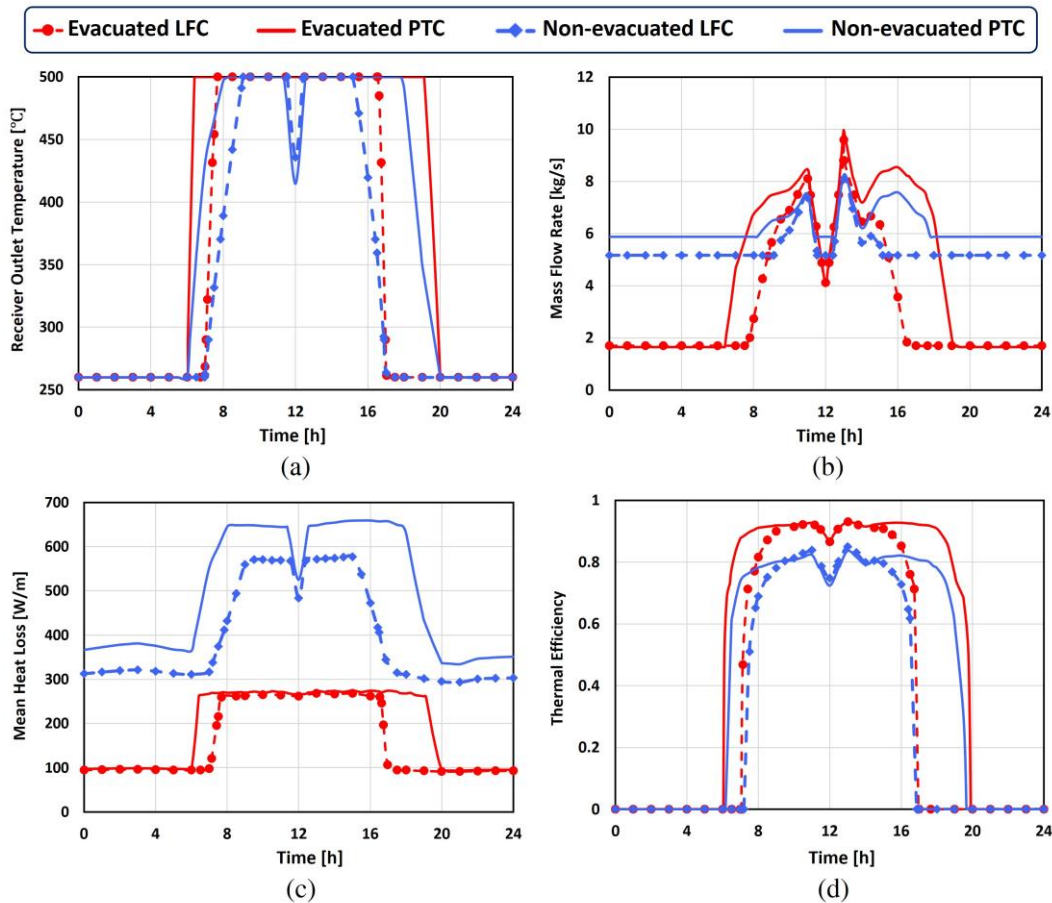 Evacuated LFC Evacuated PTC Non-evacuated LFC Non-evacuated PTC
500
450
400
350
300
250
Receiver Outlet Temperature [°C]
0 4 8 12 16 20 24
Time [h]
(a)
12
10
8
6
4
2
0
Mass Flow Rate [kg/s]
0 4 8 12 16 20 24
Time [h]
(b)
700
600
500
400
300
200
100
0
Mean Heat Loss [W/m]
0 4 8 12 16 20 24
Time [h]
(c)
1
0.8
0.6
0.4
0.2
0
Thermal Efficiency
0 4 8 12 16 20 24
Time [h]
(d)